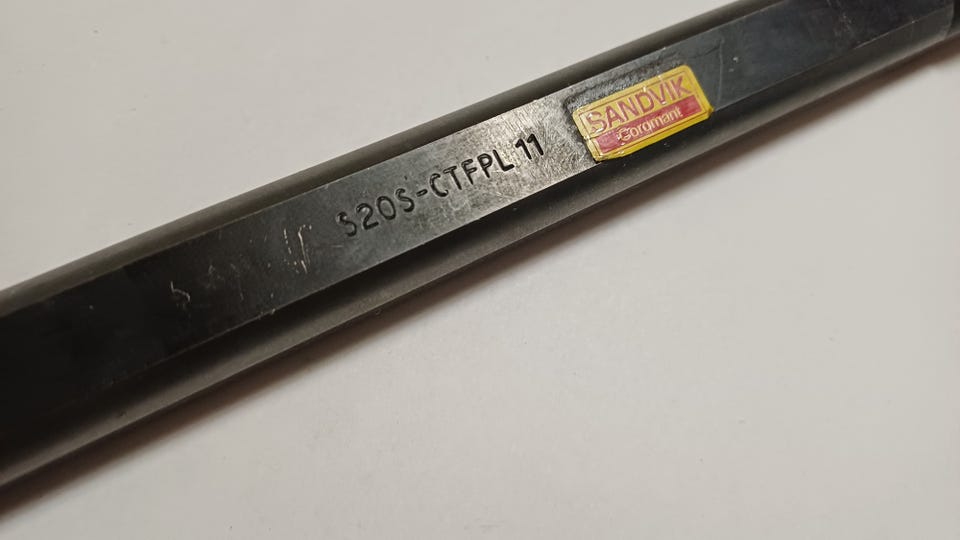 SANDVIK
Coromant
S20S-CTFPL 11